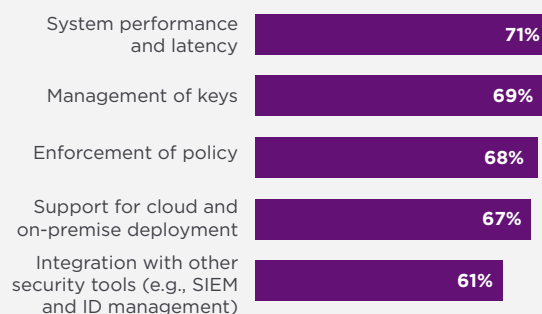 System performance
and latency
71%
Management of keys
69%
Enforcement of policy
68%
Support for cloud and
on-premise deployment
67%
Integration with other
security tools (e.g., SIEM
and ID management)
61%